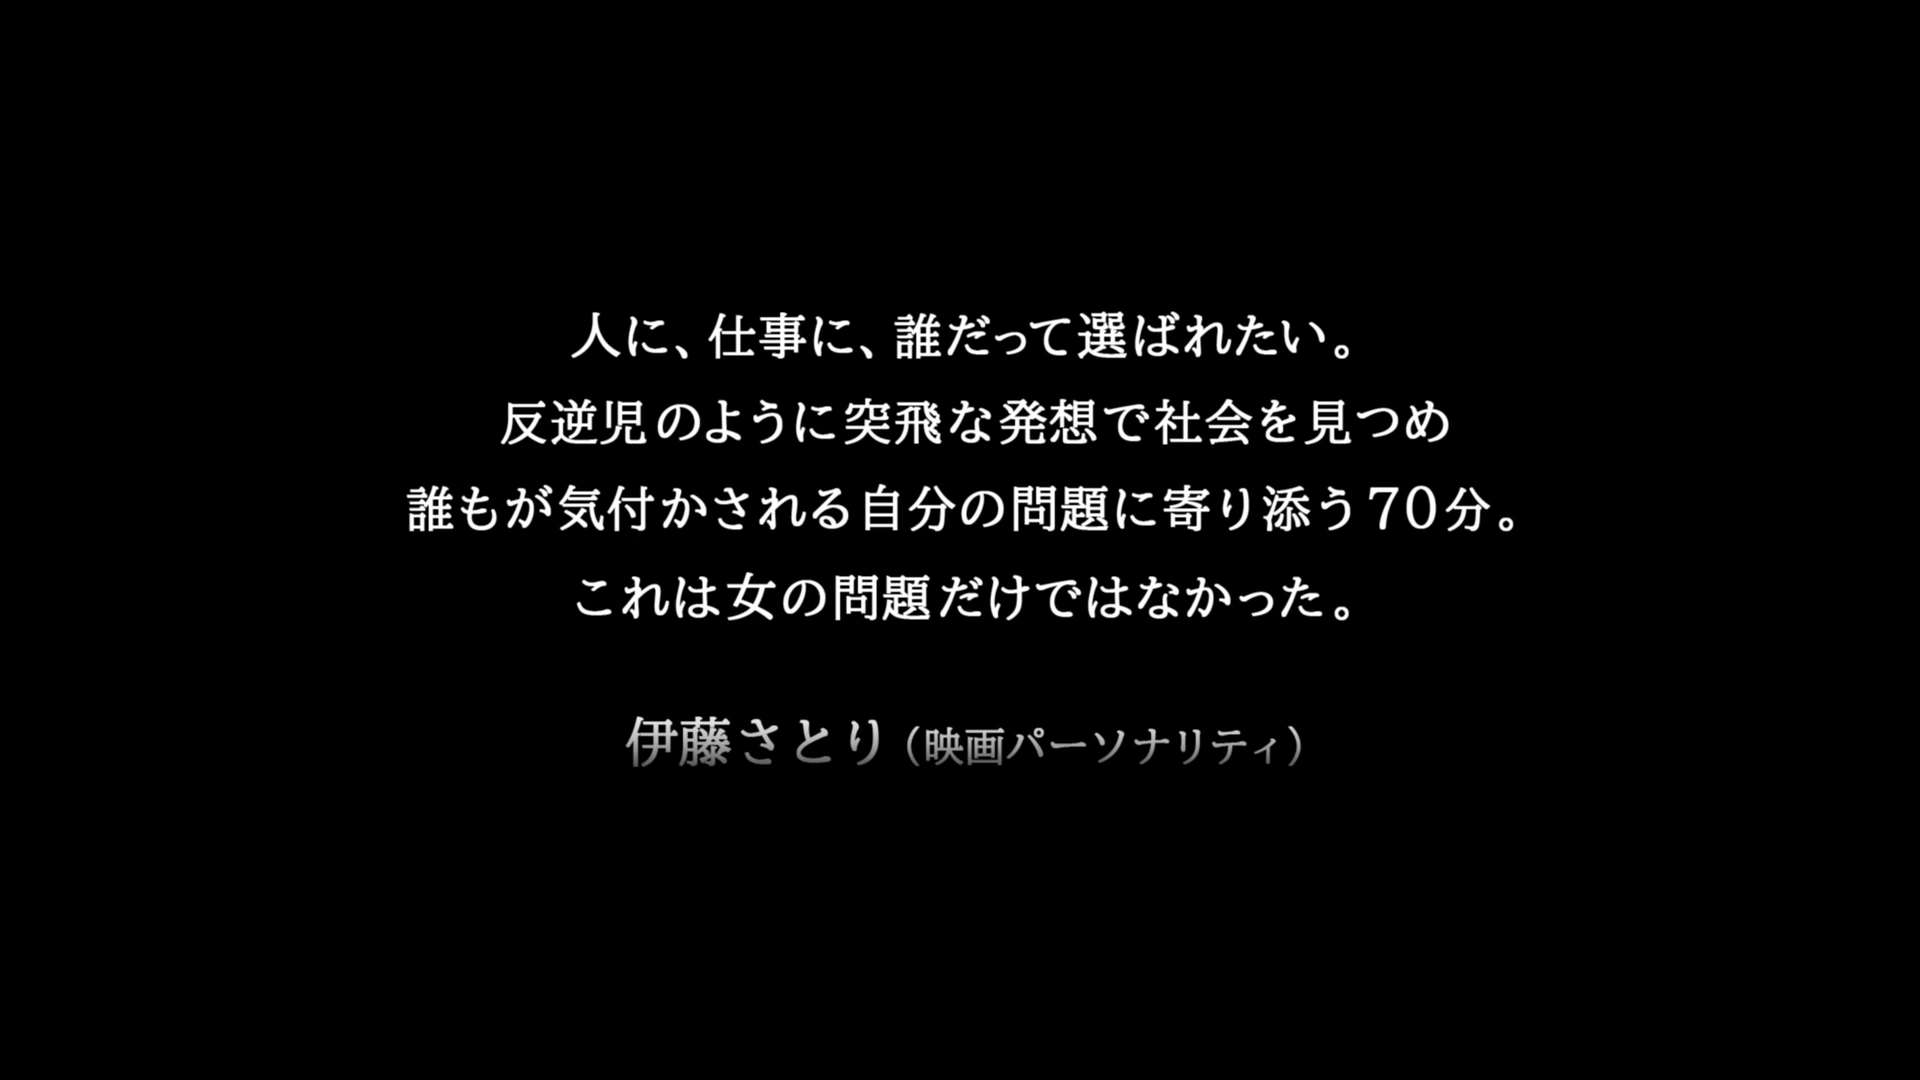 人に、仕事に、誰だって選ばれたい。
反逆児のように突飛な発想で社会を見つめ
誰もが気付かされる自分の問題に寄り添う70分。
これは女の問題だけではなかった。
伊藤さとり（映画パーソナリティ）